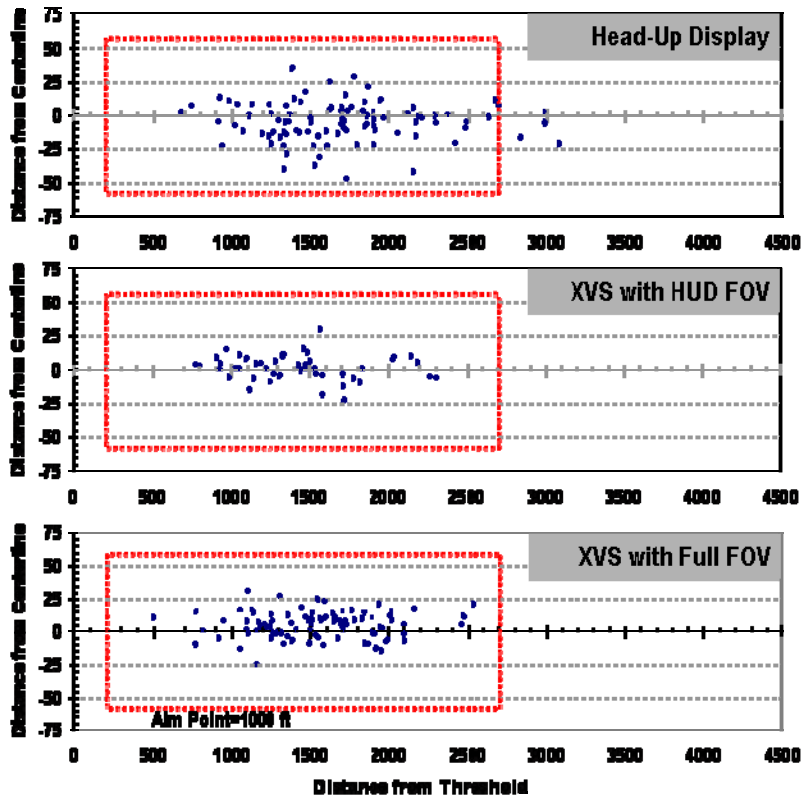 Head-Up Display
Distance from Centerline
75
50
25
0
-25
-50
-75
0 500 1000 1500 2000 2500 3000 3500 4000 4500
XVS with HUD FOV
Distance from Centerline
75
50
25
0
-25
-50
-75
0 500 1000 1500 2000 2500 3000 3500 4000 4500
XVS with Full FOV
Distance from Centerline
75
50
25
0
-25
-50
-75
Aim Point=1000 ft
0 500 1000 1500 2000 2500 3000 3500 4000 4500
Distance from Threshold